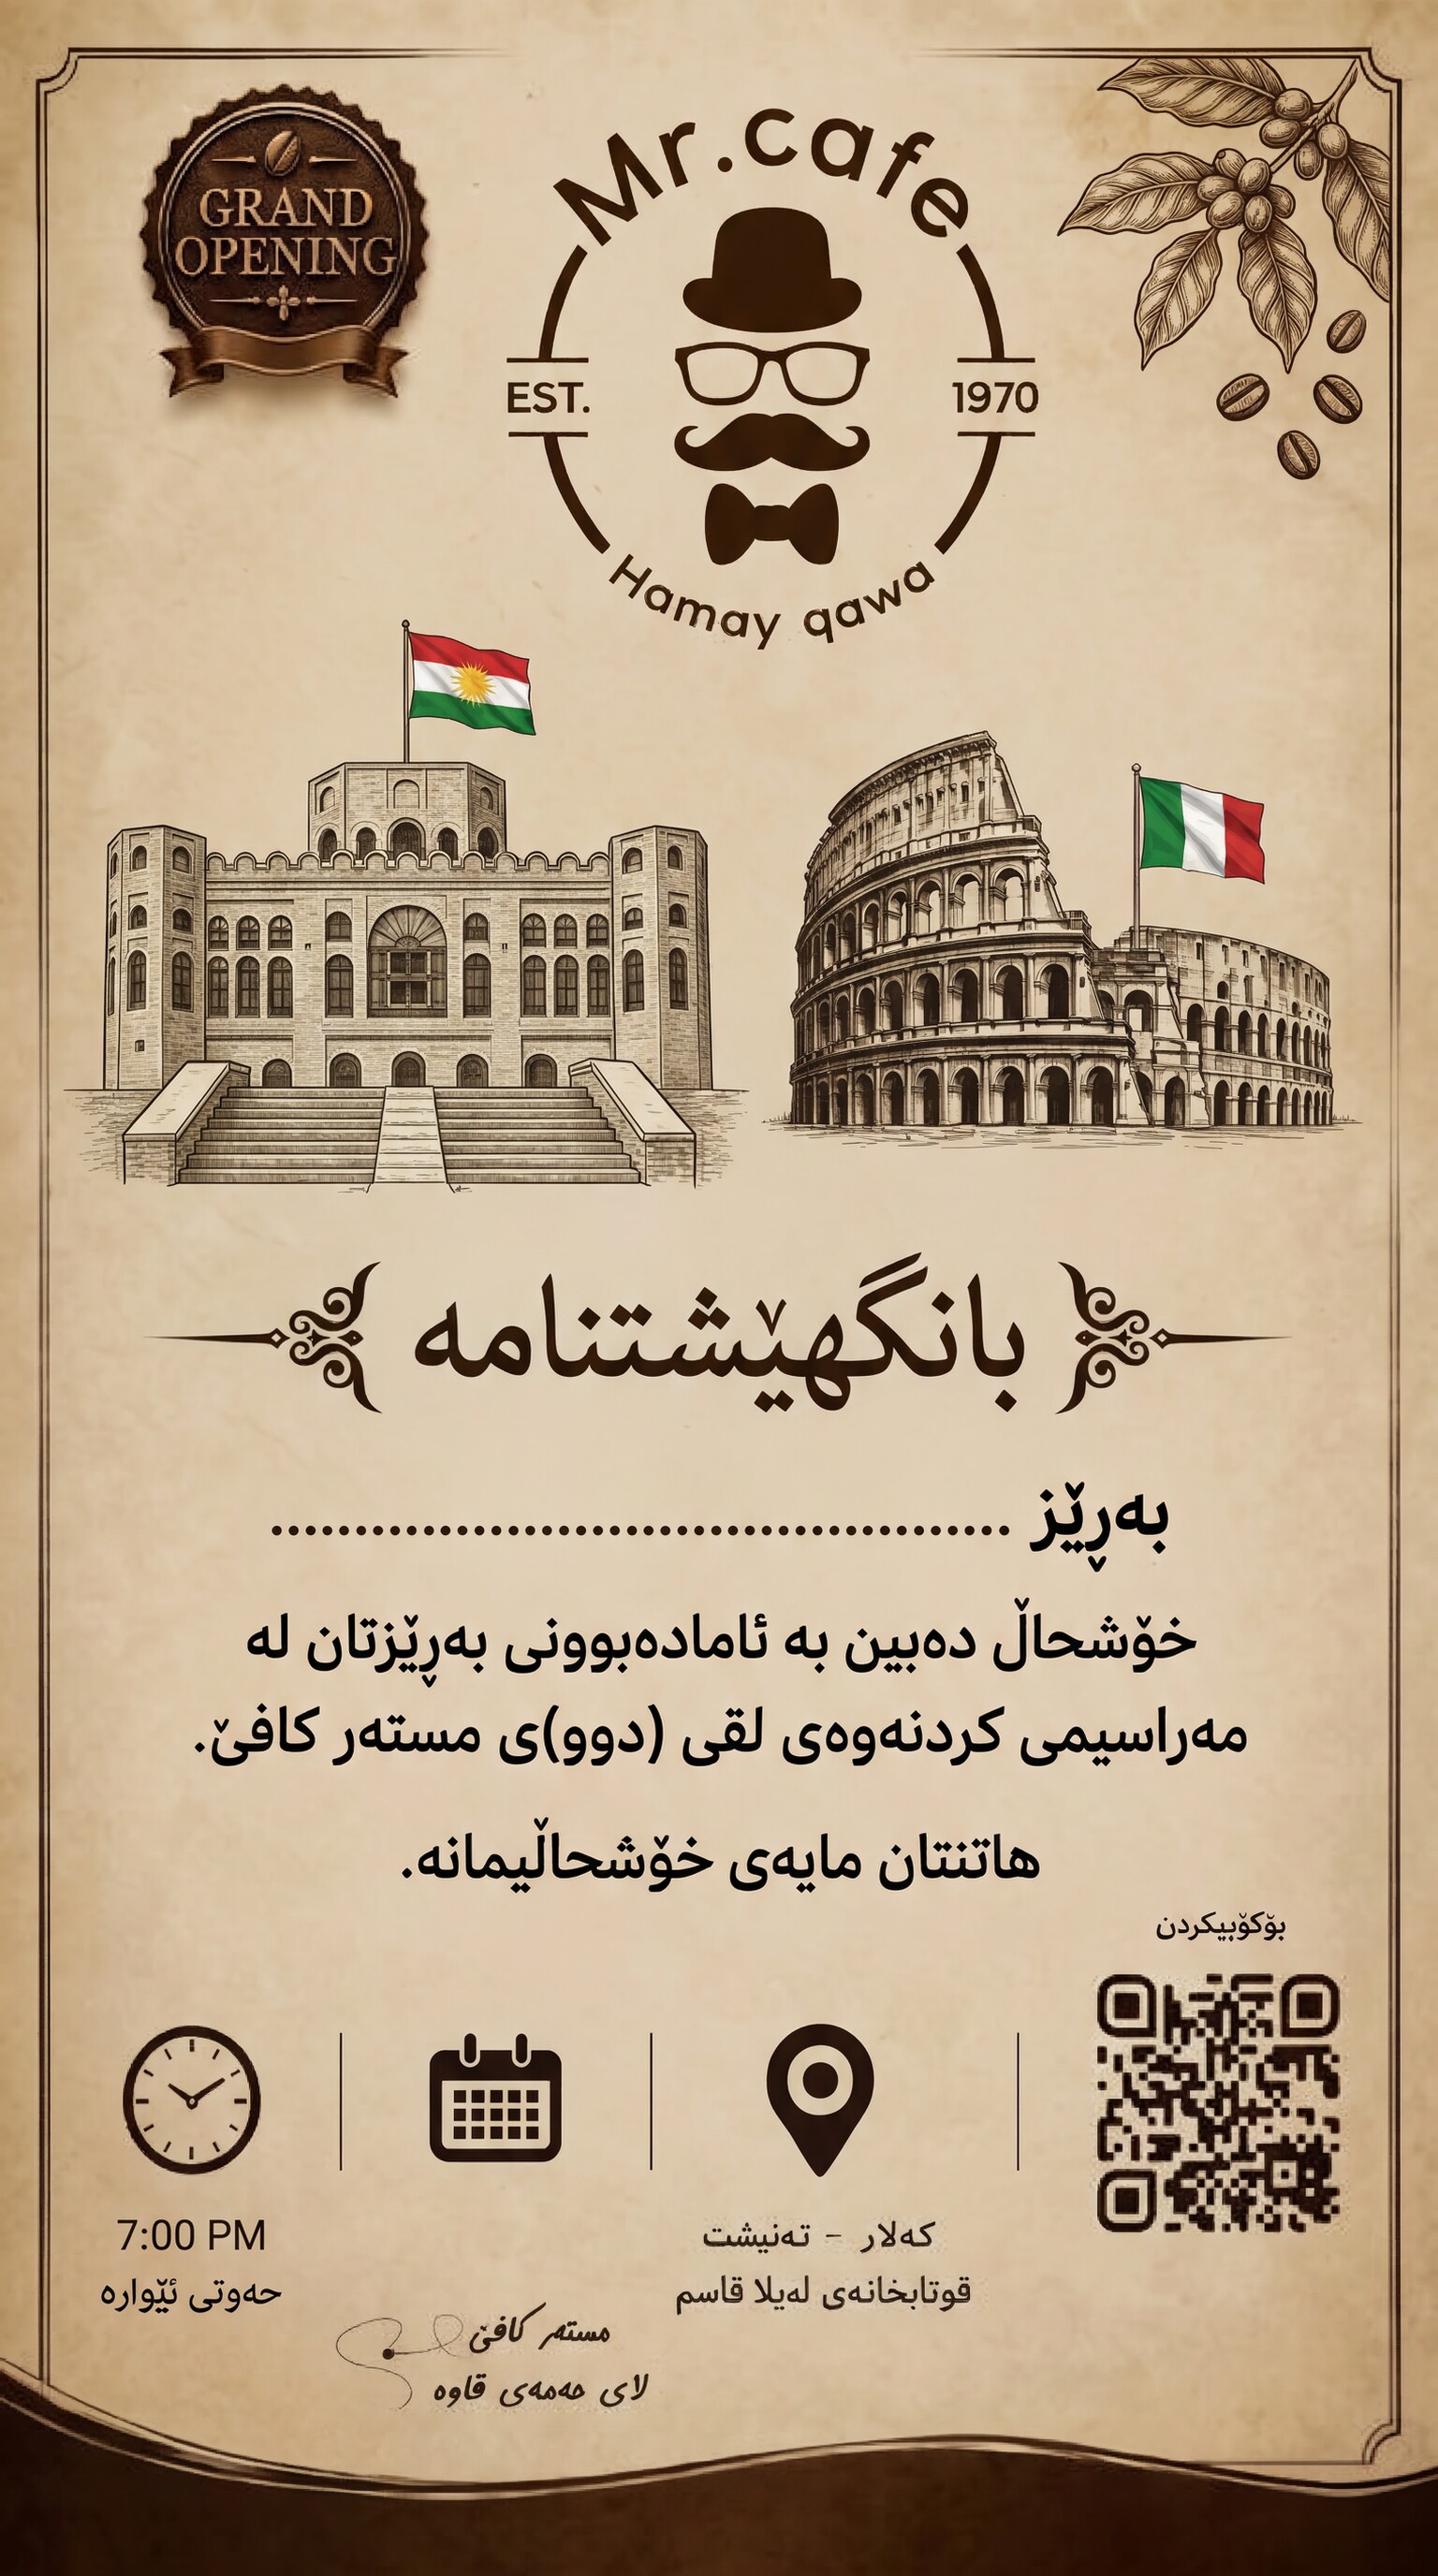 GRAND
OPENING
Mr.cafe
EST.
1970
Hamay qawa
بانگهێشتنامە
بەڕێز ............................................
خۆشحاڵ دەبین بە ئامادەبوونی بەڕێزتان لە
مەراسیمی کردنەوەی لقی (دوو)ی مستەر کافێ.
هاتنتان مایەی خۆشحاڵیمانە.
بۆکۆپیکردن
کەلار - تەنیشت
قوتابخانەی لەیلا قاسم
7:00 PM
حەوتی ئێوارە
مستەر کافێ
لای حەمەی قاوە